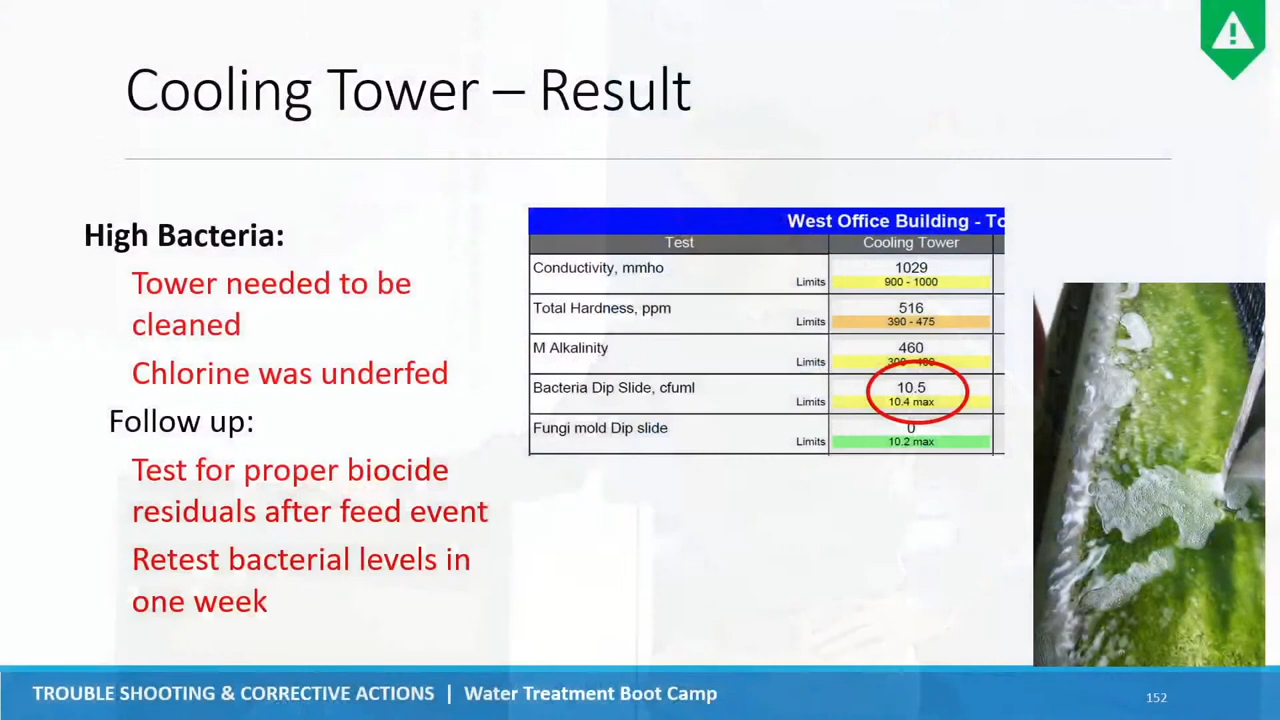 Cooling Tower – Result
High Bacteria:
Tower needed to be
cleaned
Chlorine was underfed
Follow up:
Test for proper biocide
residuals after feed event
Retest bacterial levels in
one week
West Office Building - To
Test Cooling Tower
Conductivity, mmho 1029
Limits 900 - 1000
Total Hardness, ppm 516
Limits 390 - 475
M Alkalinity 460
Limits
Bacteria Dip Slide, cfuml 10.5
Limits 10.4 max
Fungi mold Dip slide 0
Limits 10.2 max
TROUBLE SHOOTING & CORRECTIVE ACTIONS | Water Treatment Boot Camp
152